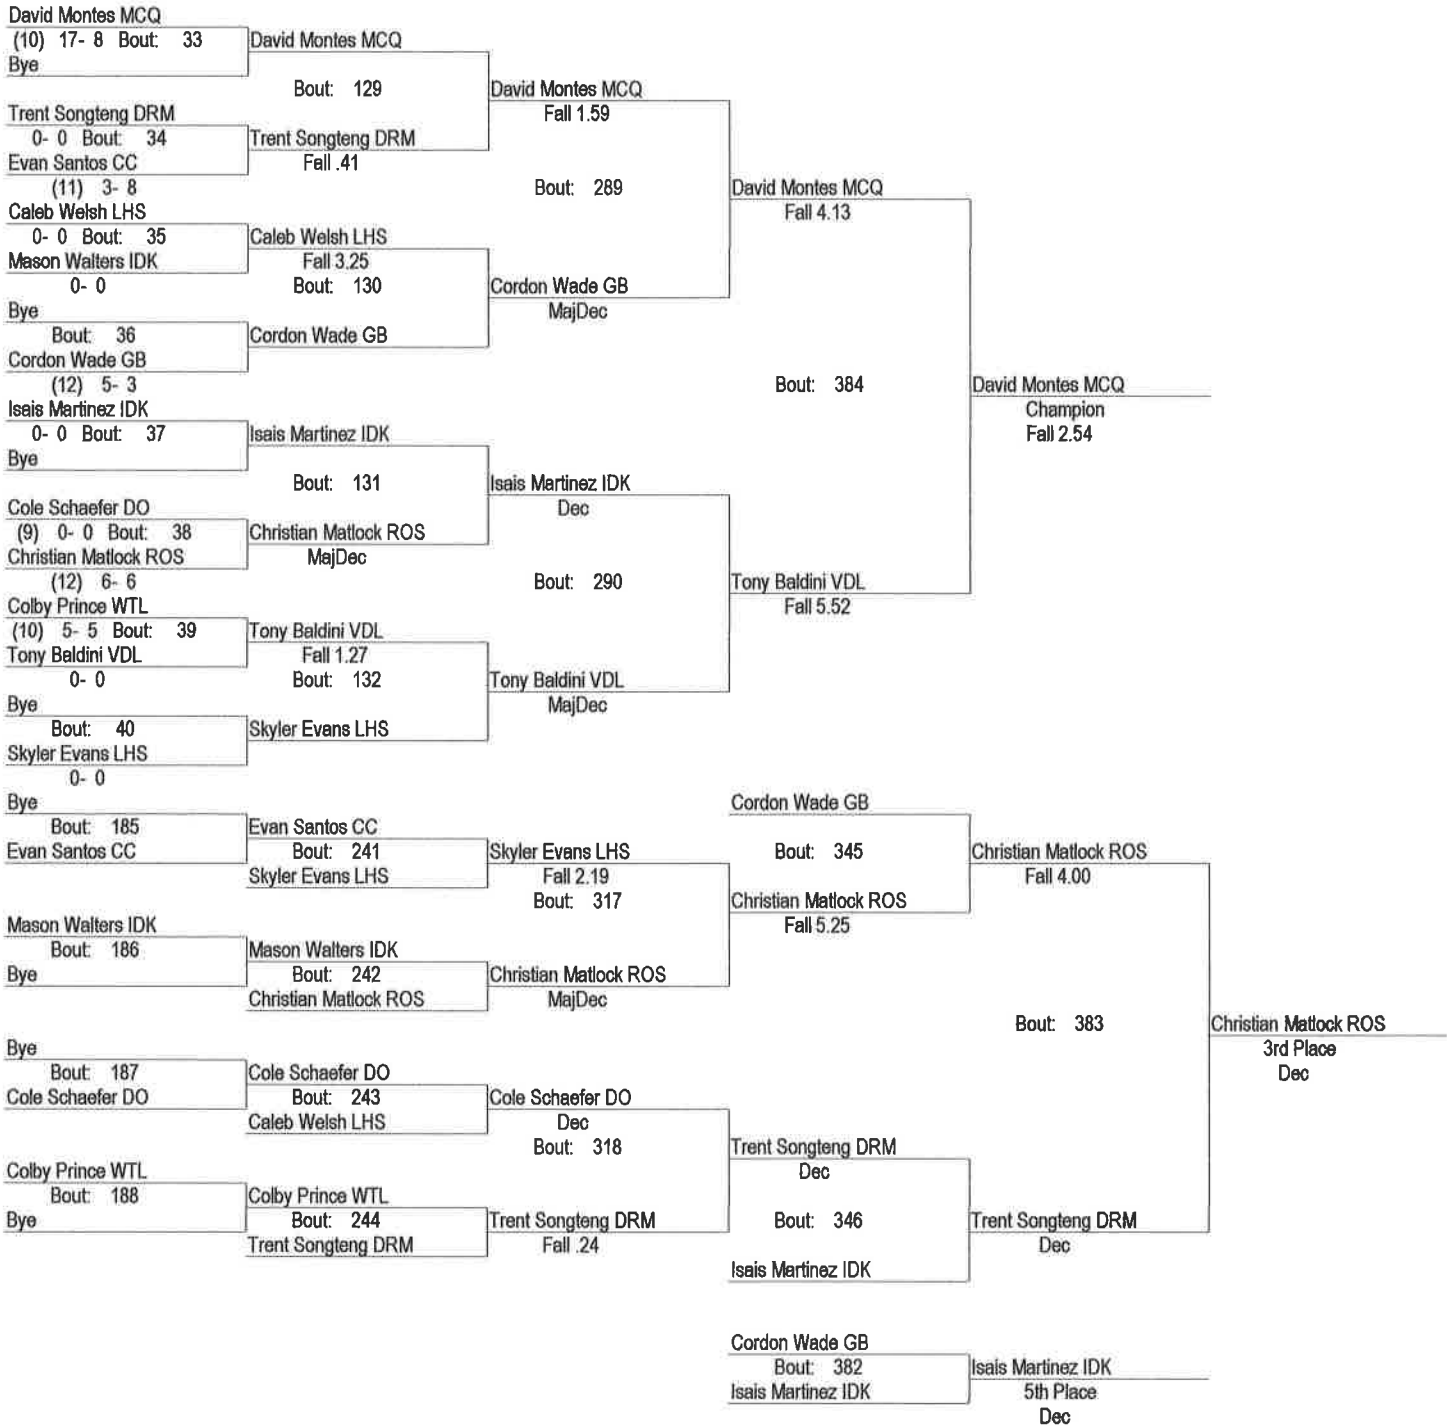 David Montes MCQ
(10) 17- 8 Bout: 33
Bye
David Montes MCQ
Bout: 129
Trent Songteng DRM
0- 0 Bout: 34
Evan Santos CC
(11) 3- 8
Trent Songteng DRM
Fall .41
David Montes MCQ
Fall 1.59
Bout: 289
Caleb Welsh LHS
0- 0 Bout: 35
Mason Walters IDK
0- 0
Caleb Welsh LHS
Fall 3.25
Bout: 130
Bye
Bout: 36
Cordon Wade GB
(12) 5- 3
Cordon Wade GB
Cordon Wade GB
MajDec
David Montes MCQ
Fall 4.13
Bout: 384
Isais Martinez IDK
0- 0 Bout: 37
Bye
Isais Martinez IDK
Bout: 131
Cole Schaefer DO
(9) 0- 0 Bout: 38
Christian Matlock ROS
(12) 6- 6
Christian Matlock ROS
MajDec
Isais Martinez IDK
Dec
Bout: 290
Colby Prince WTL
(10) 5- 5 Bout: 39
Tony Baldini VDL
0- 0
Tony Baldini VDL
Fall 1.27
Bout: 132
Bye
Bout: 40
Skyler Evans LHS
0- 0
Skyler Evans LHS
Tony Baldini VDL
MajDec
Tony Baldini VDL
Fall 5.52
David Montes MCQ
Champion
Fall 2.54
Bye
Bout: 185
Evan Santos CC
Evan Santos CC
Bout: 241
Skyler Evans LHS
Skyler Evans LHS
Fall 2.19
Bout: 317
Mason Walters IDK
Bout: 186
Bye
Mason Walters IDK
Bout: 242
Christian Matlock ROS
Christian Matlock ROS
MajDec
Cordon Wade GB
Bout: 345
Christian Matlock ROS
Fall 5.25
Christian Matlock ROS
Fall 4.00
Bout: 383
Bye
Bout: 187
Cole Schaefer DO
Cole Schaefer DO
Bout: 243
Caleb Welsh LHS
Cole Schaefer DO
Dec
Bout: 318
Colby Prince WTL
Bout: 188
Bye
Colby Prince WTL
Bout: 244
Trent Songteng DRM
Trent Songteng DRM
Fall .24
Trent Songteng DRM
Dec
Bout: 346
Isais Martinez IDK
Trent Songteng DRM
Dec
Christian Matlock ROS
3rd Place
Dec
Cordon Wade GB
Bout: 382
Isais Martinez IDK
Isais Martinez IDK
5th Place
Dec